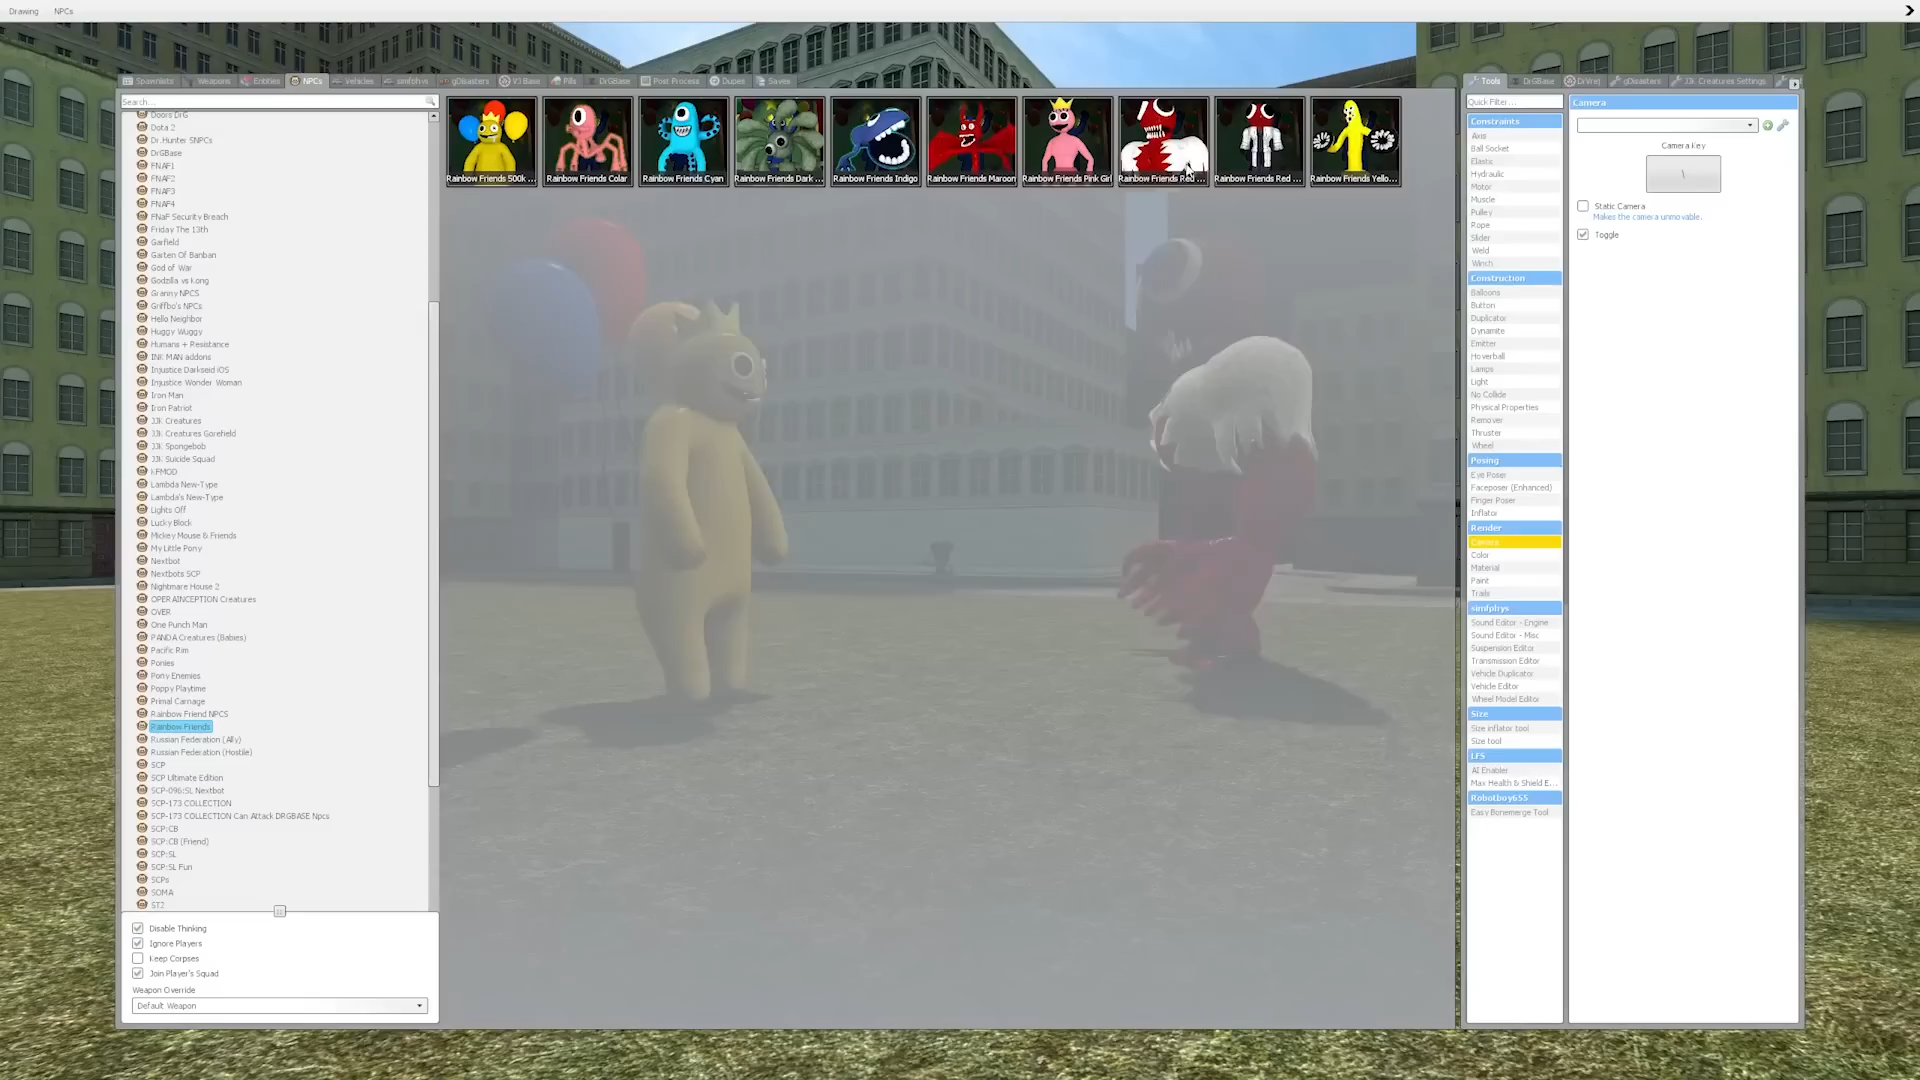 Drawing NPCs
Spawnlists Weapons Entities NPCs Vehicles simfphys gDisasters VJ Base Pills DrGBase Post Process Dupes Saves
Search...
Doors DrG
Dota 2
Dr.Hunter SNPCs
DrGBase
FNAF1
FNAF2
FNAF3
FNAF4
FNaF Security Breach
Friday The 13th
Garfield
Garten Of Banban
God of War
Godzilla vs Kong
Granny NPCS
Griffbo's NPCs
Hello Neighbor
Huggy Wuggy
Humans + Resistance
INK MAN addons
Injustice Darkseid iOS
Injustice Wonder Woman
Iron Man
Iron Patriot
JJk Creatures
JJk Creatures Gorefield
JJk Spongebob
JJk Suicide Squad
KFMOD
Lambda New-Type
Lambda's New-Type
Lights Off
Lucky Block
Mickey Mouse & Friends
My Little Pony
Nextbot
Nextbots SCP
Nightmare House 2
OPERAINCEPTION Creatures
OVER
One Punch Man
PANDA Creatures (Babies)
Pacific Rim
Ponies
Pony Enemies
Poppy Playtime
Primal Carnage
Rainbow Friend NPCS
Rainbow Friends
Russian Federation (Ally)
Russian Federation (Hostile)
SCP
SCP Ultimate Edition
SCP-096:SL Nextbot
SCP-173 COLLECTION
SCP-173 COLLECTION Can Attack DRGBASE Npcs
SCP:CB
SCP:CB (Friend)
SCP:SL
SCP:SL Fun
SCPs
SOMA
ST2
Disable Thinking
Ignore Players
Keep Corpses
Join Player's Squad
Weapon Override
Default Weapon
Rainbow Friends 500k ... Rainbow Friends Colar Rainbow Friends Cyan Rainbow Friends Dark ... Rainbow Friends Indigo Rainbow Friends Maroon Rainbow Friends Pink Girl Rainbow Friends Red ... Rainbow Friends Red ... Rainbow Friends Yello...
Tools DrGBase DrVrej gDisasters JJk Creatures Settings
Quick Filter...
Constraints
Axis
Ball Socket
Elastic
Hydraulic
Motor
Muscle
Pulley
Rope
Slider
Weld
Winch
Construction
Balloons
Button
Duplicator
Dynamite
Emitter
Hoverball
Lamps
Light
No Collide
Physical Properties
Remover
Thruster
Wheel
Posing
Eye Poser
Faceposer (Enhanced)
Finger Poser
Inflator
Render
Camera
Color
Material
Paint
Trails
simfphys
Sound Editor - Engine
Sound Editor - Misc
Suspension Editor
Transmission Editor
Vehicle Duplicator
Vehicle Editor
Wheel Model Editor
Size
Size inflator tool
Size tool
LFS
AI Enabler
Max Health & Shield E...
Robotboy655
Easy Bonemerge Tool
Camera
Camera Key
\
Static Camera
Makes the camera unmovable.
Toggle